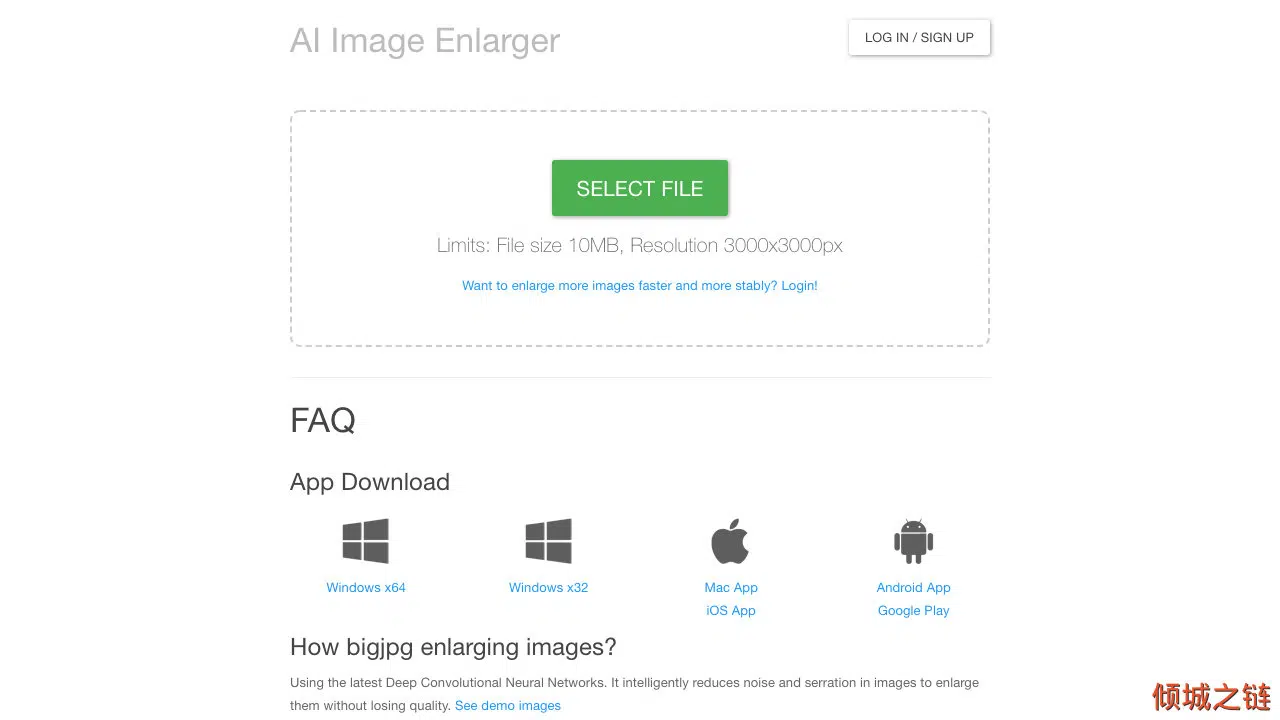 AI Image Enlarger
LOG IN / SIGN UP
SELECT FILE
Limits: File size 10MB, Resolution 3000x3000px
Want to enlarge more images faster and more stably? Login!
FAQ
App Download
Windows x64
Windows x32
Mac App
iOS App
Android App
Google Play
How bigjpg enlarging images?
Using the latest Deep Convolutional Neural Networks. It intelligently reduces noise and serration in images to enlarge
them without losing quality. See demo images
倾城之链